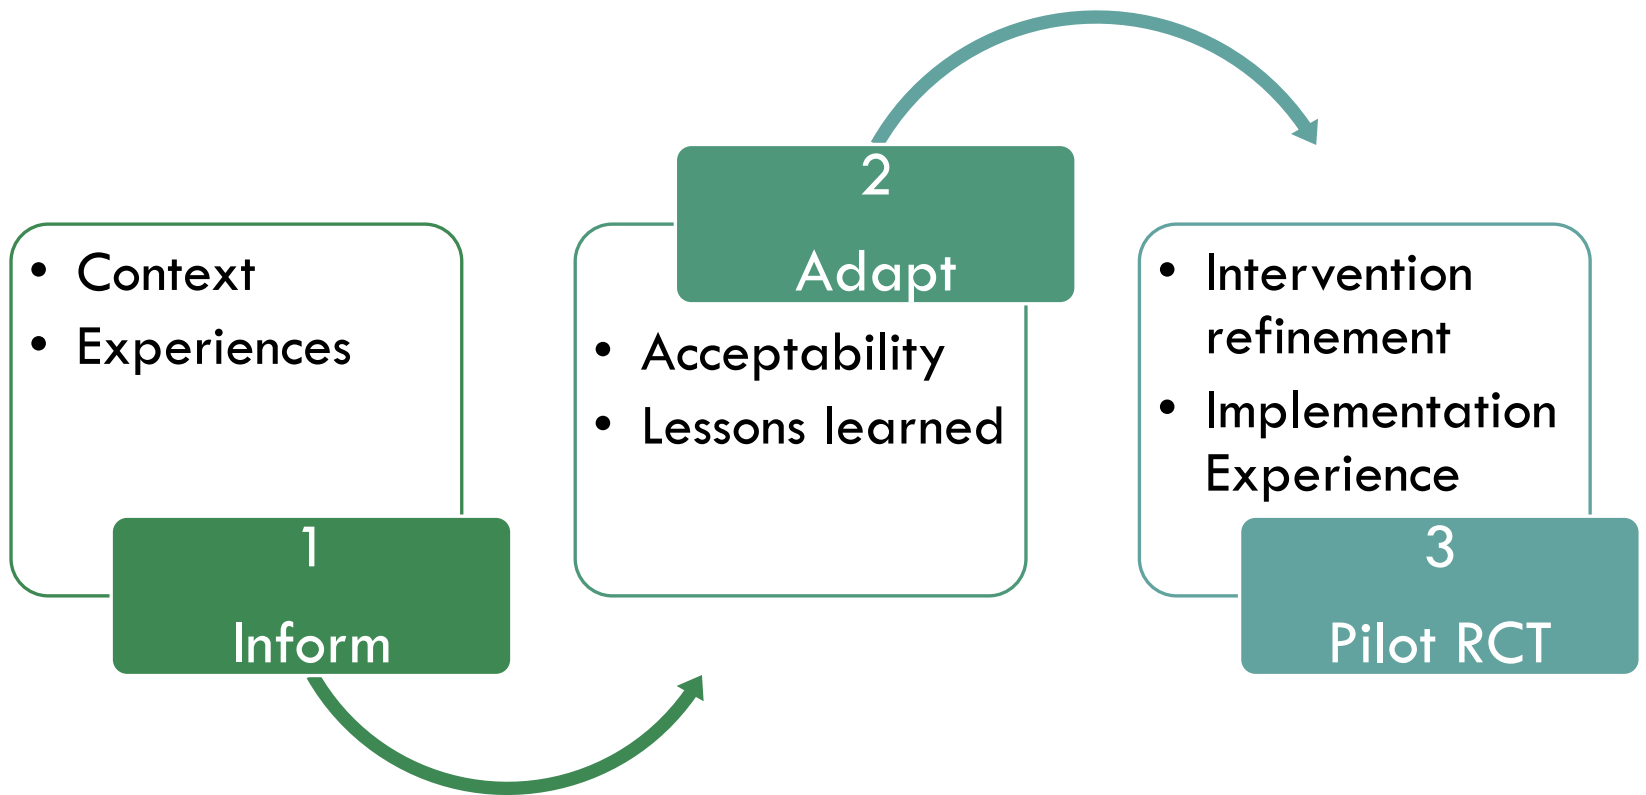 • Context
• Experiences
1
Inform
2
Adapt
• Acceptability
• Lessons learned
• Intervention
refinement
• Implementation
Experience
3
Pilot RCT